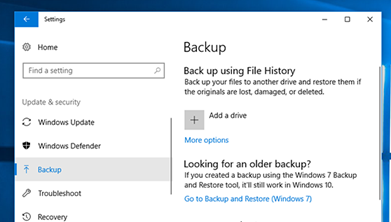 Settings
Home
Find a setting
Update & security
Windows Update
Windows Defender
Backup
Troubleshoot
Recovery
Backup
Back up using File History
Back up your files to another drive and restore them if
the originals are lost, damaged, or deleted.
Add a drive
More options
Looking for an older backup?
If you created a backup using the Windows 7 Backup
and Restore tool, it'll still work in Windows 10.
Go to Backup and Restore (Windows 7)